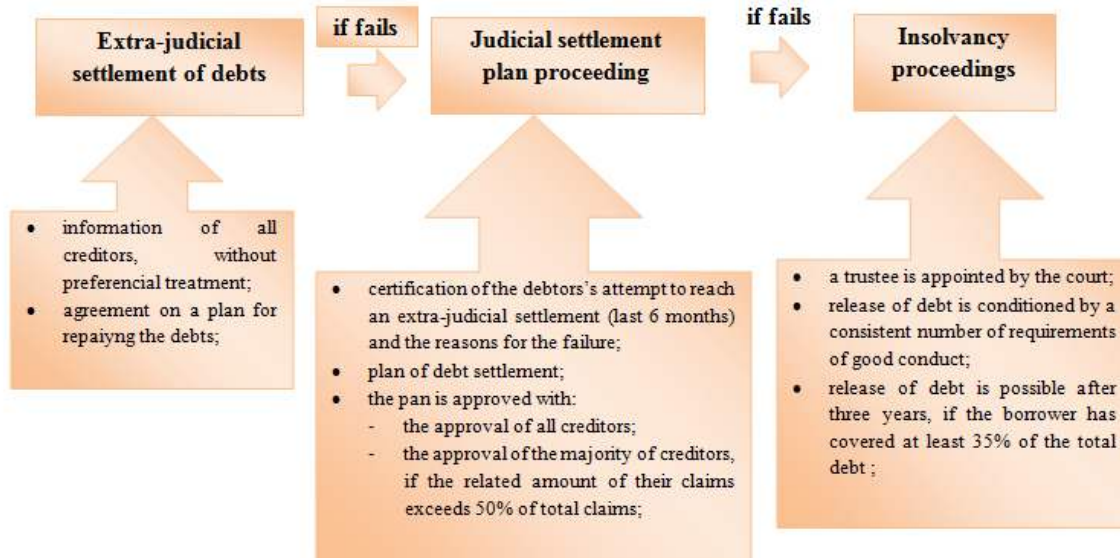 Extra-judicial
settlement of debts
if fails
Judicial settlement
plan proceeding
if fails
Insolvancy
proceedings
• information of all
creditors, without
preferencial treatment;
• agreement on a plan for
repaiyng the debts;
• certification of the debtors's attempt to reach
an extra-judicial settlement (last 6 months)
and the reasons for the failure;
• plan of debt settlement;
• the pan is approved with:
- the approval of all creditors;
- the approval of the majority of creditors,
if the related amount of their claims
exceeds 50% of total claims;
• a trustee is appointed by the court;
• release of debt is conditioned by a
consistent number of requirements
of good conduct;
• release of debt is possible after
three years, if the borrower has
covered at least 35% of the total
debt ;